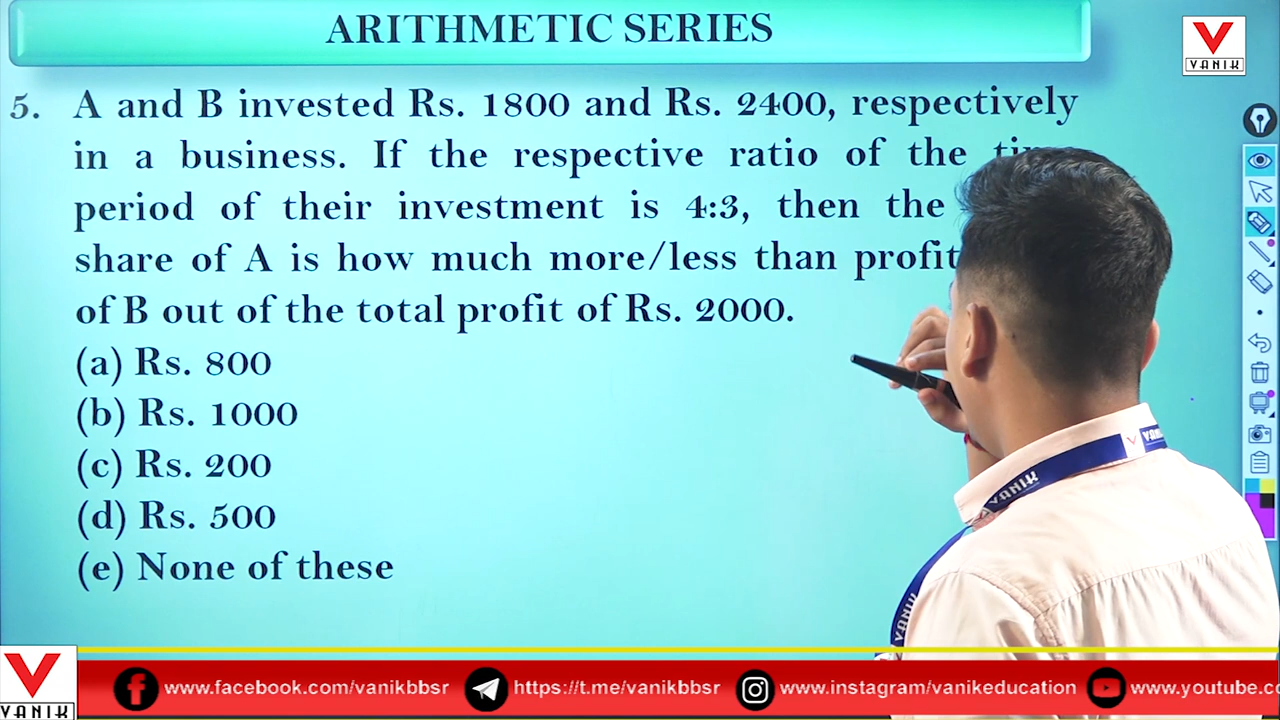 ARITHMETIC SERIES
VANIK
5. A and B invested Rs. 1800 and Rs. 2400, respectively
in a business. If the respective ratio of the
period of their investment is 4:3, then the
share of A is how much more/less than profit
of B out of the total profit of Rs. 2000.
(a) Rs. 800
(b) Rs. 1000
(c) Rs. 200
(d) Rs. 500
(e) None of these
VANIK
VANIK
VANIK
VANIK
www.facebook.com/vanikbbsr
https://t.me/vanikbbsr
www.instagram/vanikeducation
www.youtube.c